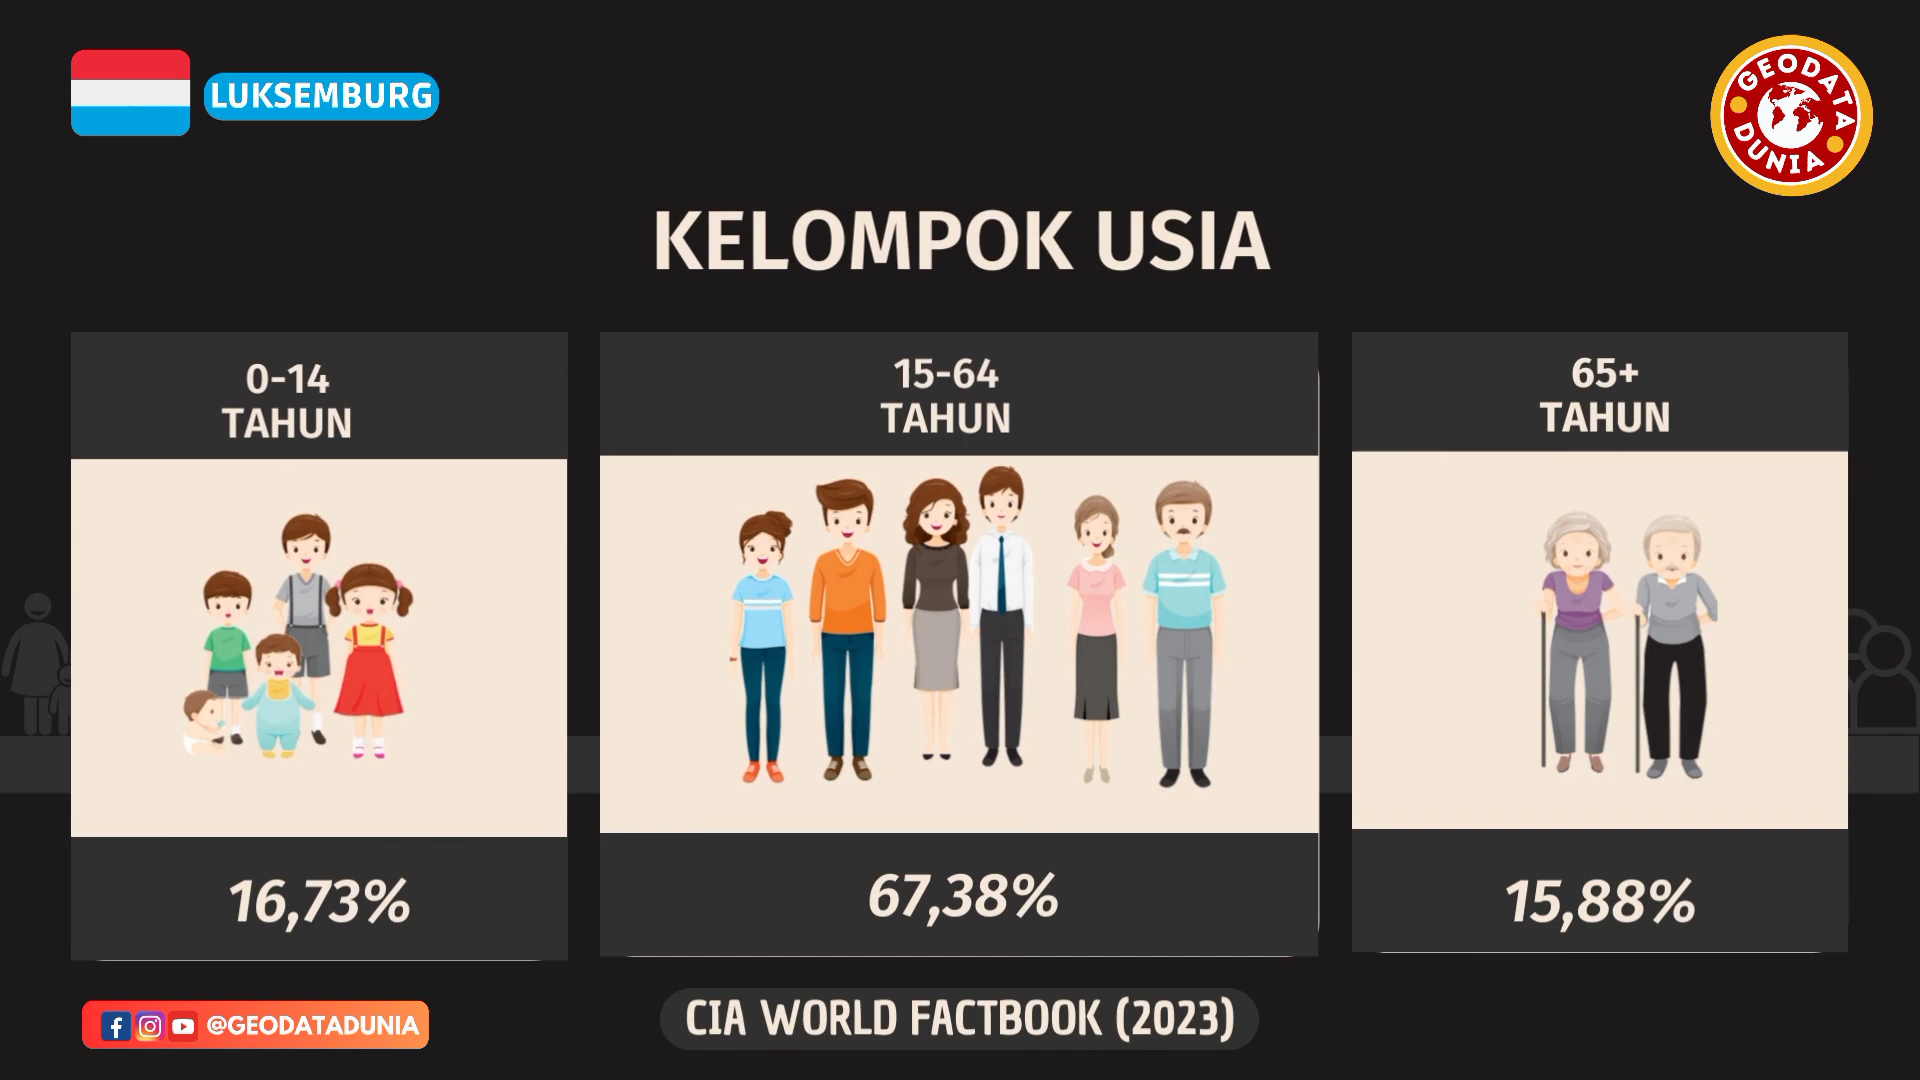 LUKSEMBURG
GEODATA
DUNIA
KELOMPOK USIA
0-14
TAHUN
15-64
TAHUN
65+
TAHUN
16,73%
67,38%
15,88%
@GEODATADUNIA
CIA WORLD FACTBOOK (2023)